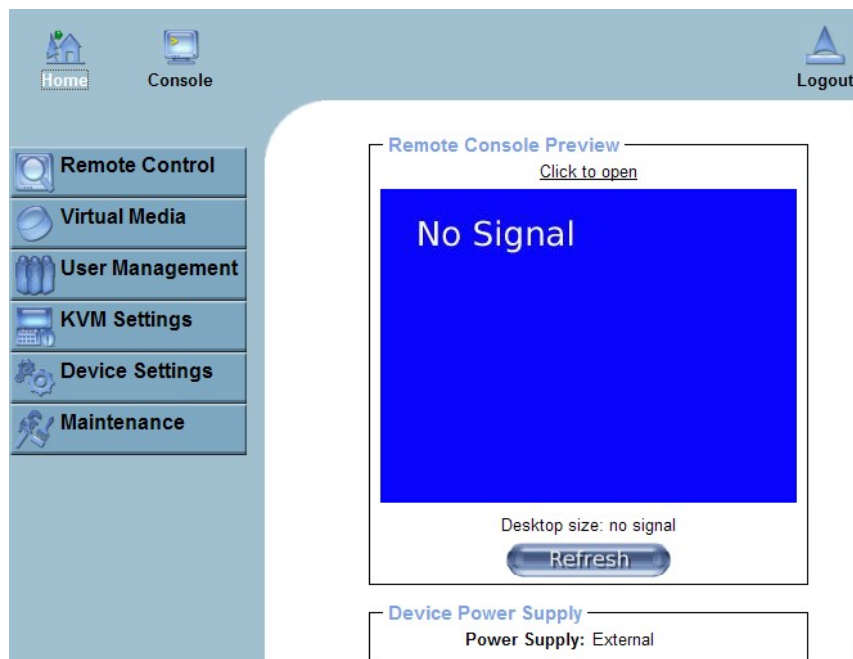 Home
Console
Logout
Remote Control
Virtual Media
User Management
KVM Settings
Device Settings
Maintenance
Remote Console Preview
Click to open
No Signal
Desktop size: no signal
Refresh
Device Power Supply
Power Supply: External